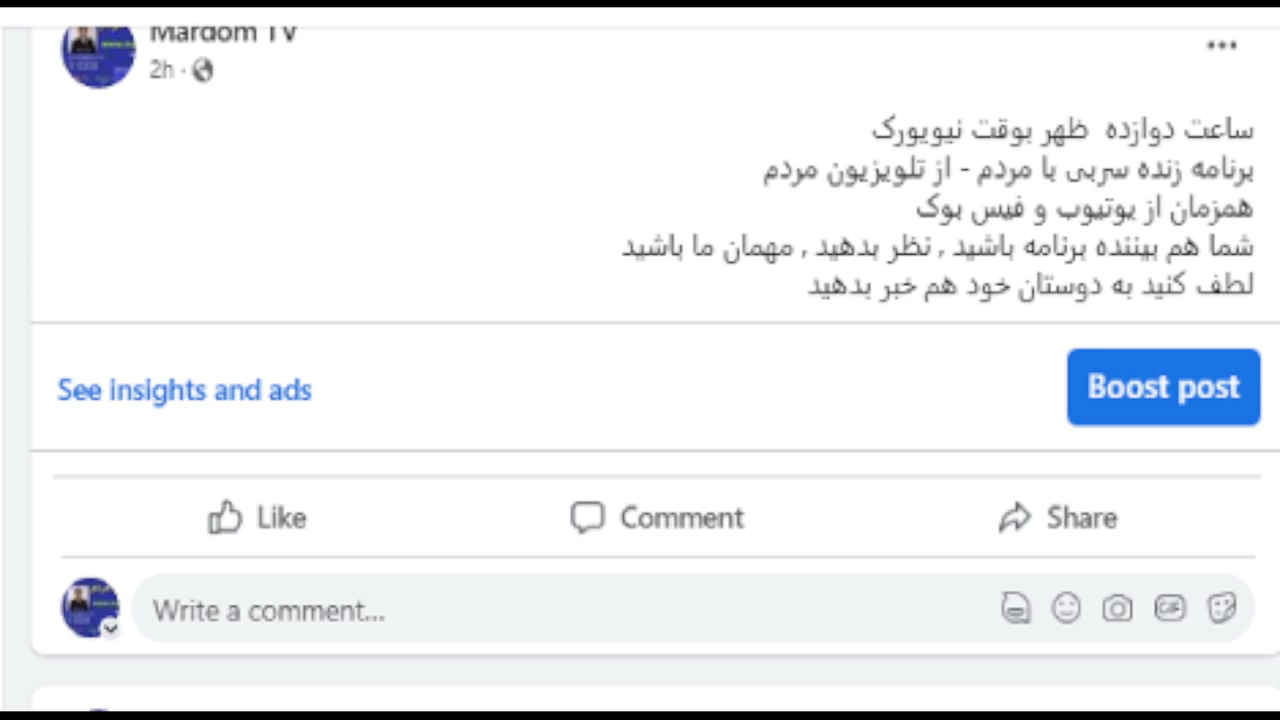 Mardom TV
2h ·
ساعت دوازده ظهر بوقت نیویورک
برنامه زنده سربی با مردم - از تلویزیون مردم
همزمان از یوتیوب و فیس بوک
شما هم بیننده برنامه باشید , نظر بدهید , مهمان ما باشید
لطف کنید به دوستان خود هم خبر بدهید
See insights and ads
Boost post
Like
Comment
Share
Write a comment...
GIF